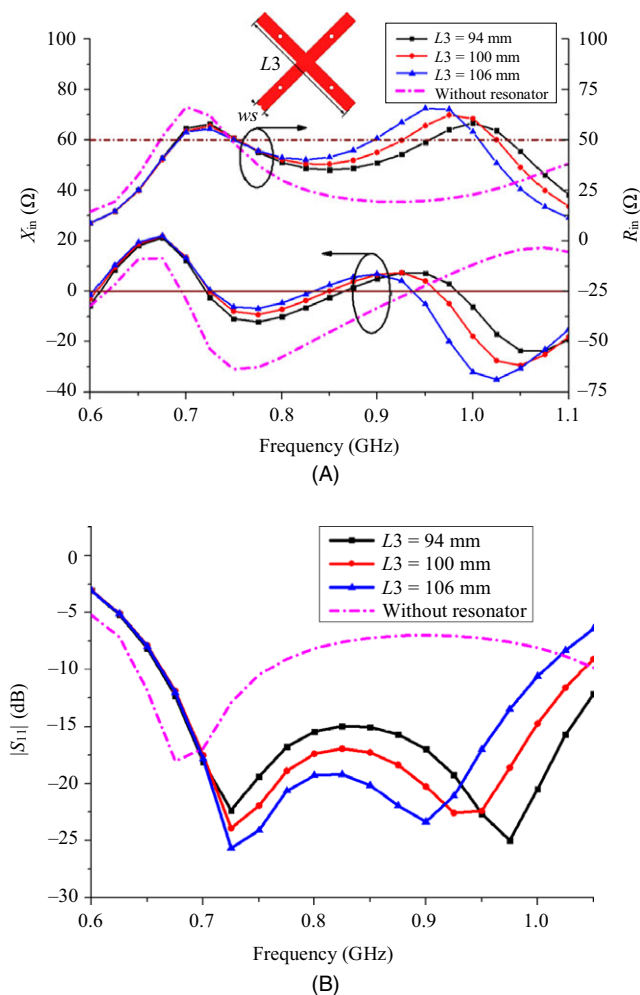 100
80
60
40
20
0
−20
−40
X_in (Ω)
L3
ws
L3 = 94 mm
L3 = 100 mm
L3 = 106 mm
Without resonator
100
75
50
25
0
−25
−50
−75
R_in (Ω)
0.6 0.7 0.8 0.9 1.0 1.1
Frequency (GHz)
(A)
0
−5
−10
−15
−20
−25
−30
|S₁₁| (dB)
L3 = 94 mm
L3 = 100 mm
L3 = 106 mm
Without resonator
0.6 0.7 0.8 0.9 1.0
Frequency (GHz)
(B)